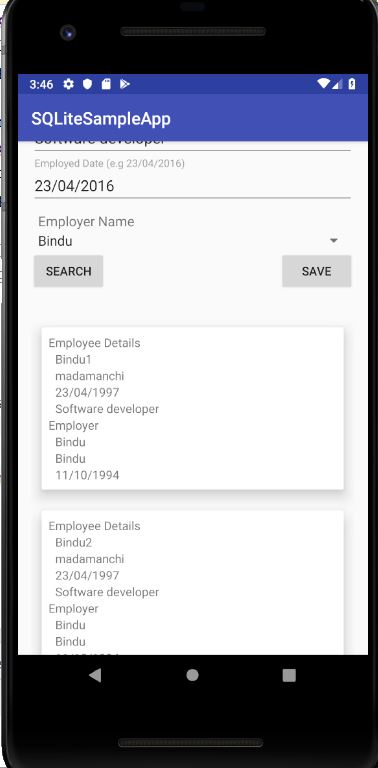 3:46
SQLiteSampleApp
Software developer
Employed Date (e.g 23/04/2016)
23/04/2016
Employer Name
Bindu
SEARCH
SAVE
Employee Details
Bindu1
madamanchi
23/04/1997
Software developer
Employer
Bindu
Bindu
11/10/1994
Employee Details
Bindu2
madamanchi
23/04/1997
Software developer
Employer
Bindu
Bindu